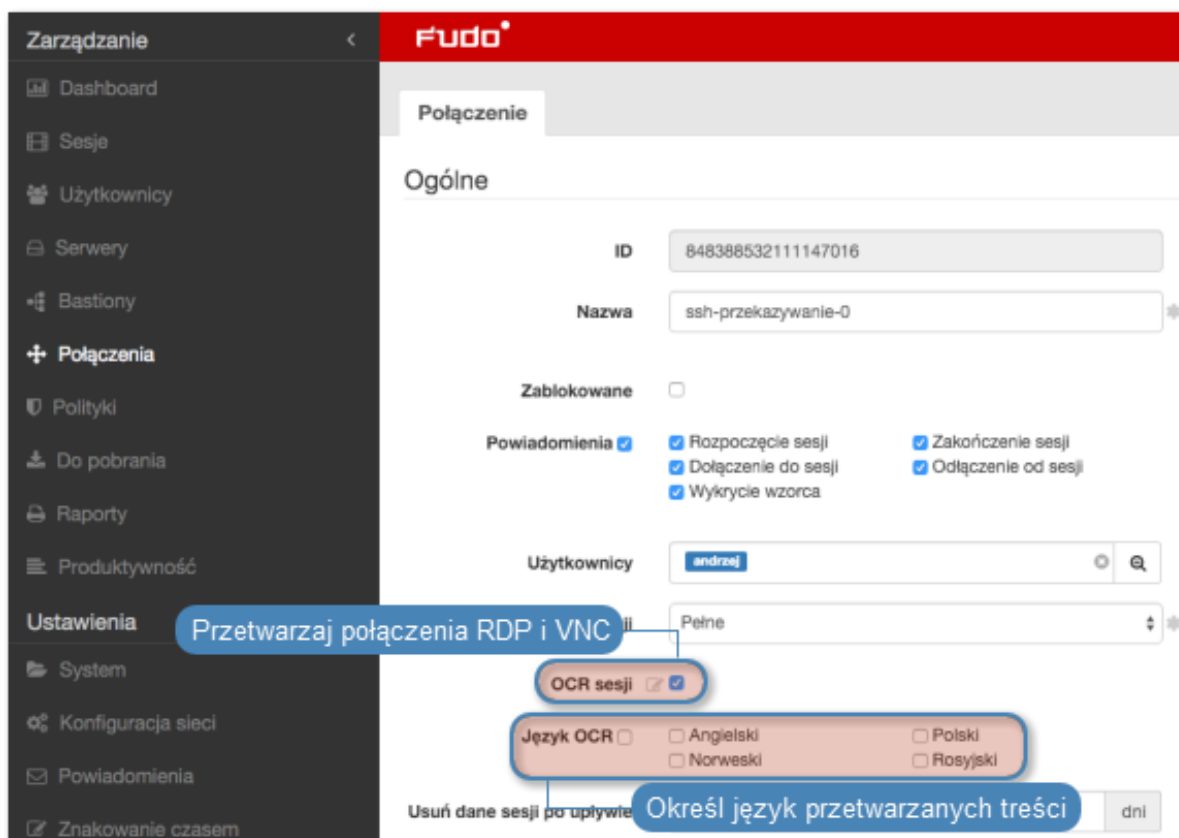 Zarządzanie
Dashboard
Sesje
Użytkownicy
Serwery
Bastiony
Połączenia
Polityki
Do pobrania
Raporty
Produktywność
Ustawienia
System
Konfiguracja sieci
Powiadomienia
Znakowanie czasem
FUDO
Połączenie
Ogólne
ID 848388532111147016
Nazwa ssh-przekazywanie-0
Zablokowane
Powiadomienia Rozpoczęcie sesji Zakończenie sesji
Dołączenie do sesji Odłączenie od sesji
Wykrycie wzorca
Użytkownicy andrzej
Pełne
Przetwarzaj połączenia RDP i VNC
OCR sesji
Język OCR Angielski Polski
Norweski Rosyjski
Usuń dane sesji po upływie dni
Określ język przetwarzanych treści